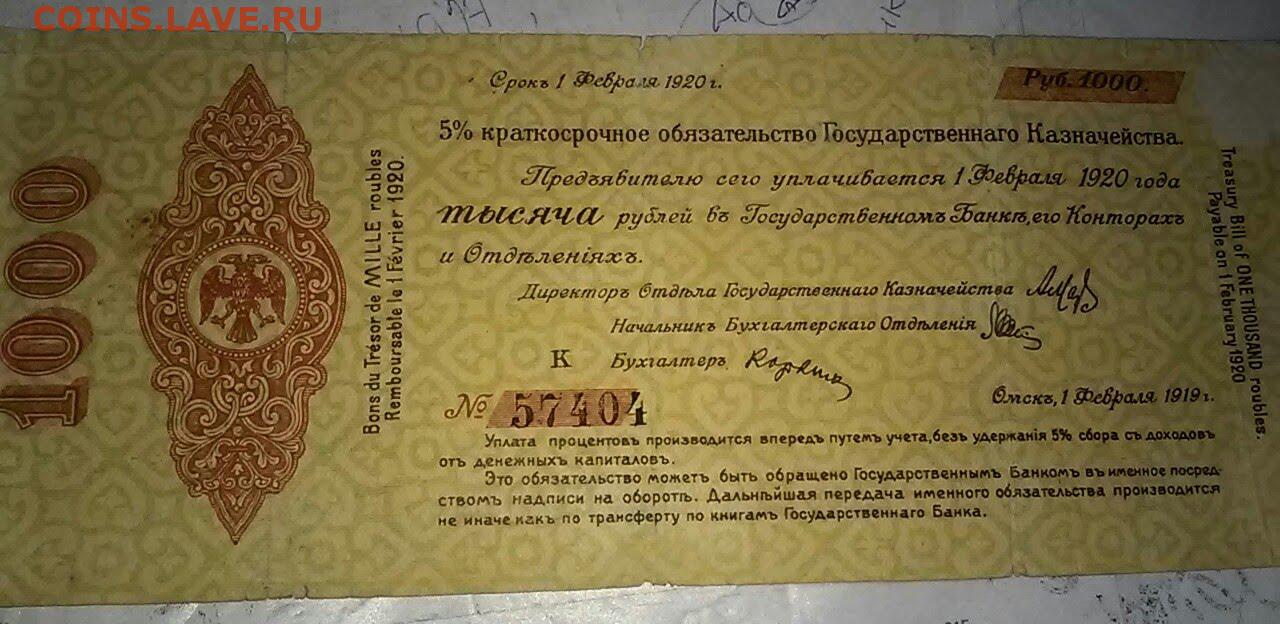 COINS.LAVE.RU
1000
Bons du Trésor de MILLE roubles
Remboursable le 1 Février 1920.
Срокъ 1 Февраля 1920 г.
Руб. 1000.
5% краткосрочное обязательство Государственнаго Казначейства.
Предъявителю сего уплачивается 1 Февраля 1920 года
тысяча рублей въ Государственномъ Банкѣ, его Конторахъ
и Отдѣленіяхъ.
Директоръ Отдѣла Государственнаго Казначейства
Начальникъ Бухгалтерскаго Отдѣленія
К Бухгалтеръ
№ 57404
Омскъ, 1 Февраля 1919 г.
Уплата процентовъ производится впередъ путемъ учета, безъ удержанія 5% сбора съ доходовъ
отъ денежныхъ капиталовъ.
Это обязательство можетъ быть обращено Государственнымъ Банкомъ въ именное посред-
ствомъ надписи на оборотѣ. Дальнѣйшая передача именного обязательства производится
не иначе какъ по трансферту по книгамъ Государственнаго Банка.
Treasury Bill of ONE THOUSAND roubles.
Payable on 1 February 1920